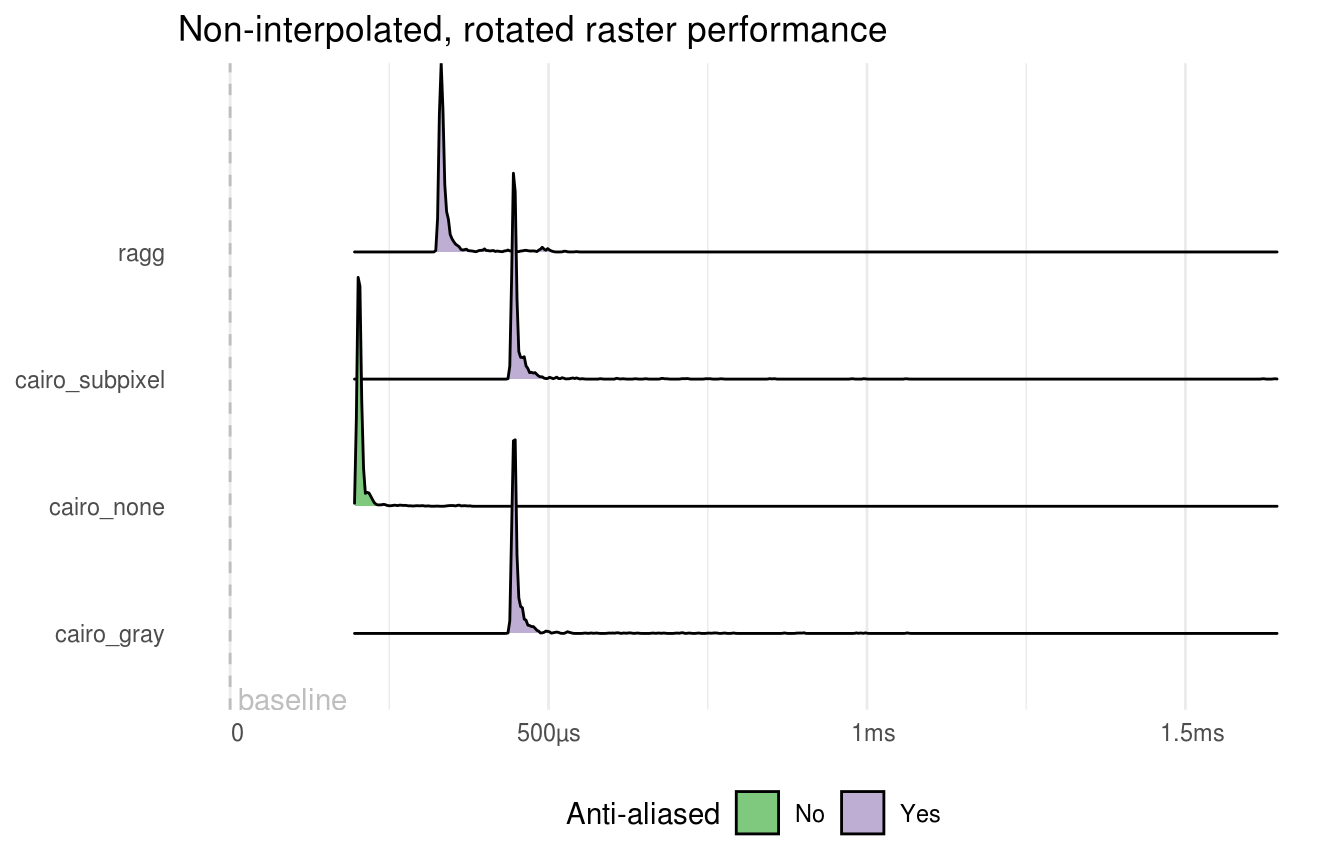 Non-interpolated, rotated raster performance
ragg
cairo_subpixel
cairo_none
cairo_gray
baseline
0 500µs 1ms 1.5ms
Anti-aliased No Yes